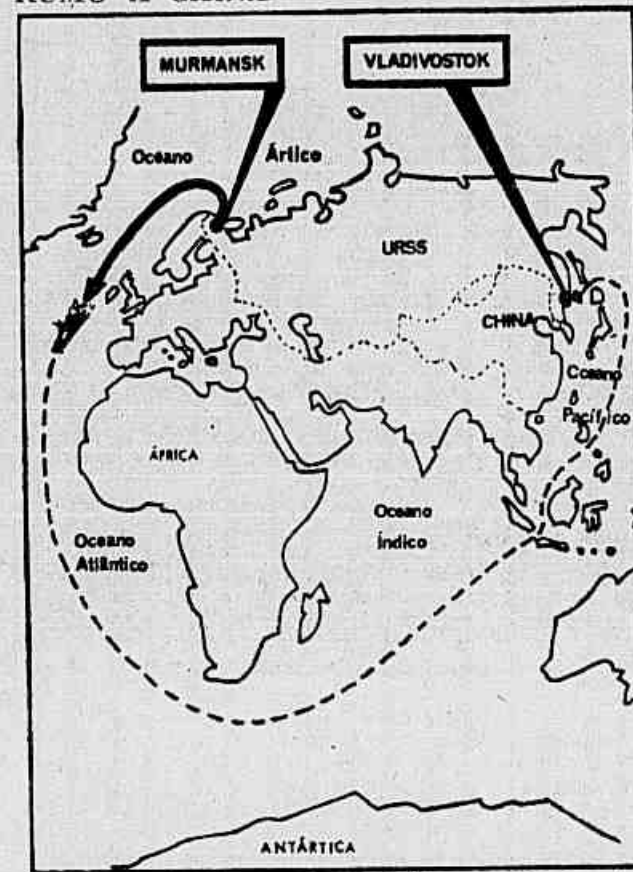 MURMANSK
VLADIVOSTOK
Oceano Ártico
URSS
CHINA
Oceano
Pacífico
ÁFRICA
Oceano
Índico
Oceano
Atlântico
ANTÁRTICA